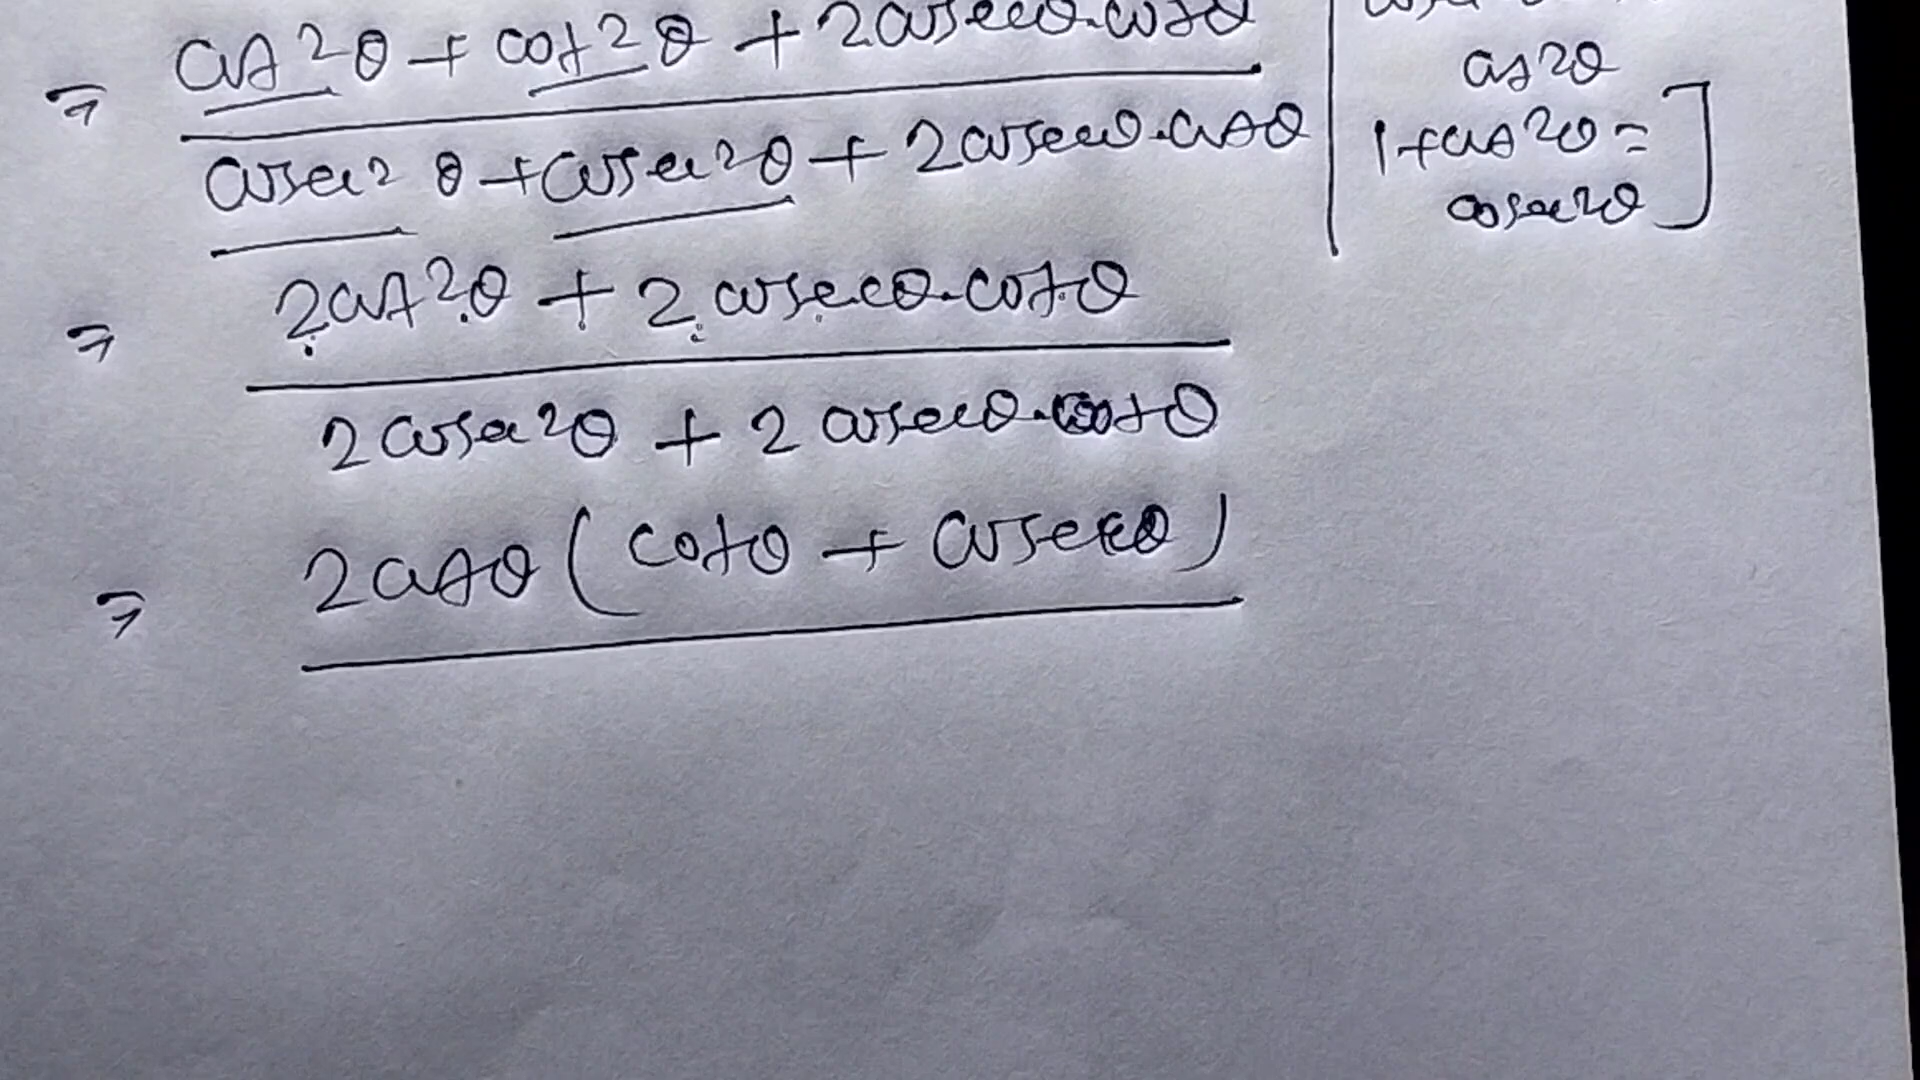 ⇒ cot2θ + cot2θ + 2cosecθ.cotθ
cosec2θ + cosec2θ + 2cosecθ.cotθ
cot2θ
1+cot2θ =
cosec2θ ]
⇒ 2cot2θ + 2cosecθ.cotθ
2cosec2θ + 2cosecθ.cotθ
⇒ 2cotθ(cotθ + cosecθ)